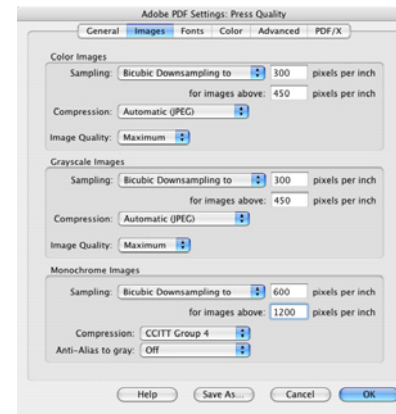 Adobe PDF Settings: Press Quality
General Images Fonts Color Advanced PDF/X
Color Images
Sampling: Bicubic Downsampling to 300 pixels per inch
for images above: 450 pixels per inch
Compression: Automatic (JPEG)
Image Quality: Maximum
Grayscale Images
Sampling: Bicubic Downsampling to 300 pixels per inch
for images above: 450 pixels per inch
Compression: Automatic (JPEG)
Image Quality: Maximum
Monochrome Images
Sampling: Bicubic Downsampling to 600 pixels per inch
for images above: 1200 pixels per inch
Compression: CCITT Group 4
Anti-Alias to gray: Off
Help Save As... Cancel OK